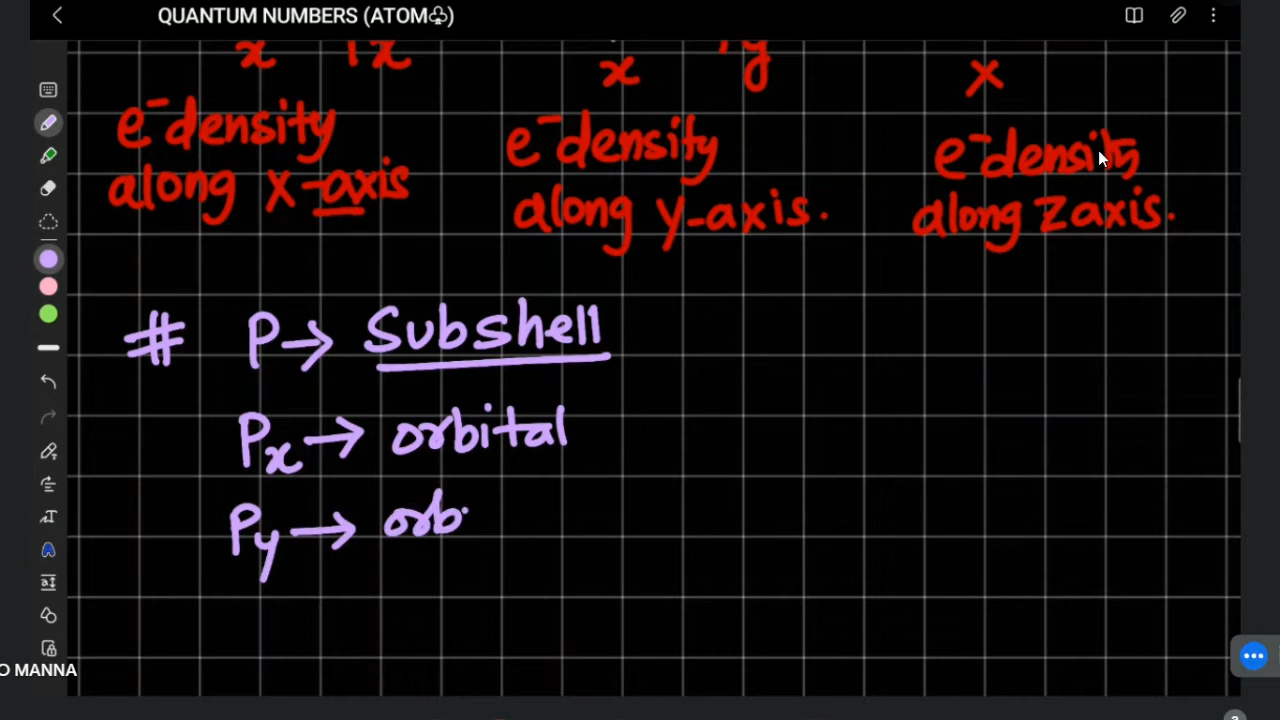 QUANTUM NUMBERS (ATOM♧)
x x
x y
x
e⁻density
along x-axis
e⁻density
along y-axis.
e⁻density
along z axis.
# P→ Subshell
Px → orbital
Py → orb
O MANNA